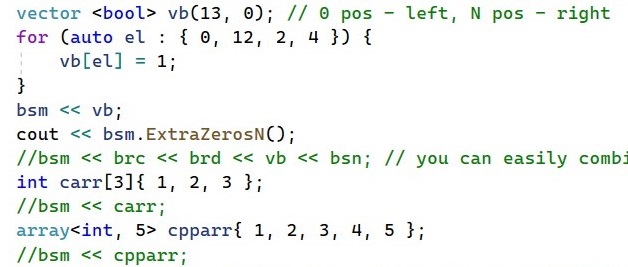 vector <bool> vb(13, 0); // 0 pos - left, N pos - right
for (auto el : { 0, 12, 2, 4 }) {
    vb[el] = 1;
}
bsm << vb;
cout << bsm.ExtraZerosN();
//bsm << brc << brd << vb << bsn; // you can easily combi
int carr[3]{ 1, 2, 3 };
//bsm << carr;
array<int, 5> cpparr{ 1, 2, 3, 4, 5 };
//bsm << cpparr;